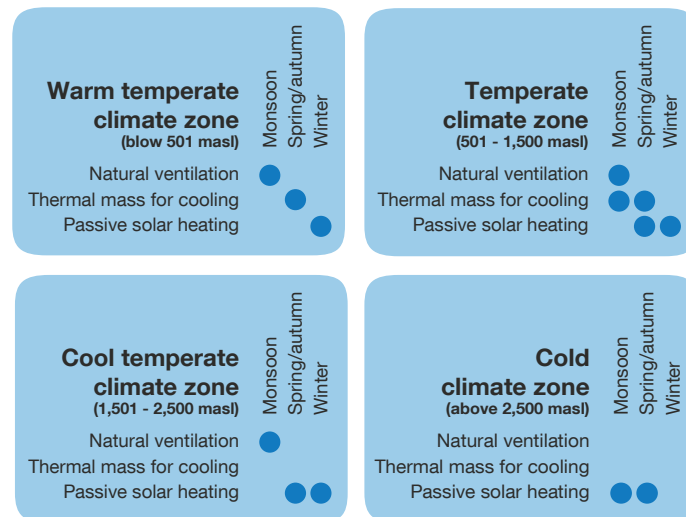 Warm temperate
climate zone
(blow 501 masl)
Monsoon
Spring/autumn
Winter
Natural ventilation
Thermal mass for cooling
Passive solar heating
Temperate
climate zone
(501 - 1,500 masl)
Monsoon
Spring/autumn
Winter
Natural ventilation
Thermal mass for cooling
Passive solar heating
Cool temperate
climate zone
(1,501 - 2,500 masl)
Monsoon
Spring/autumn
Winter
Natural ventilation
Thermal mass for cooling
Passive solar heating
Cold
climate zone
(above 2,500 masl)
Monsoon
Spring/autumn
Winter
Natural ventilation
Thermal mass for cooling
Passive solar heating